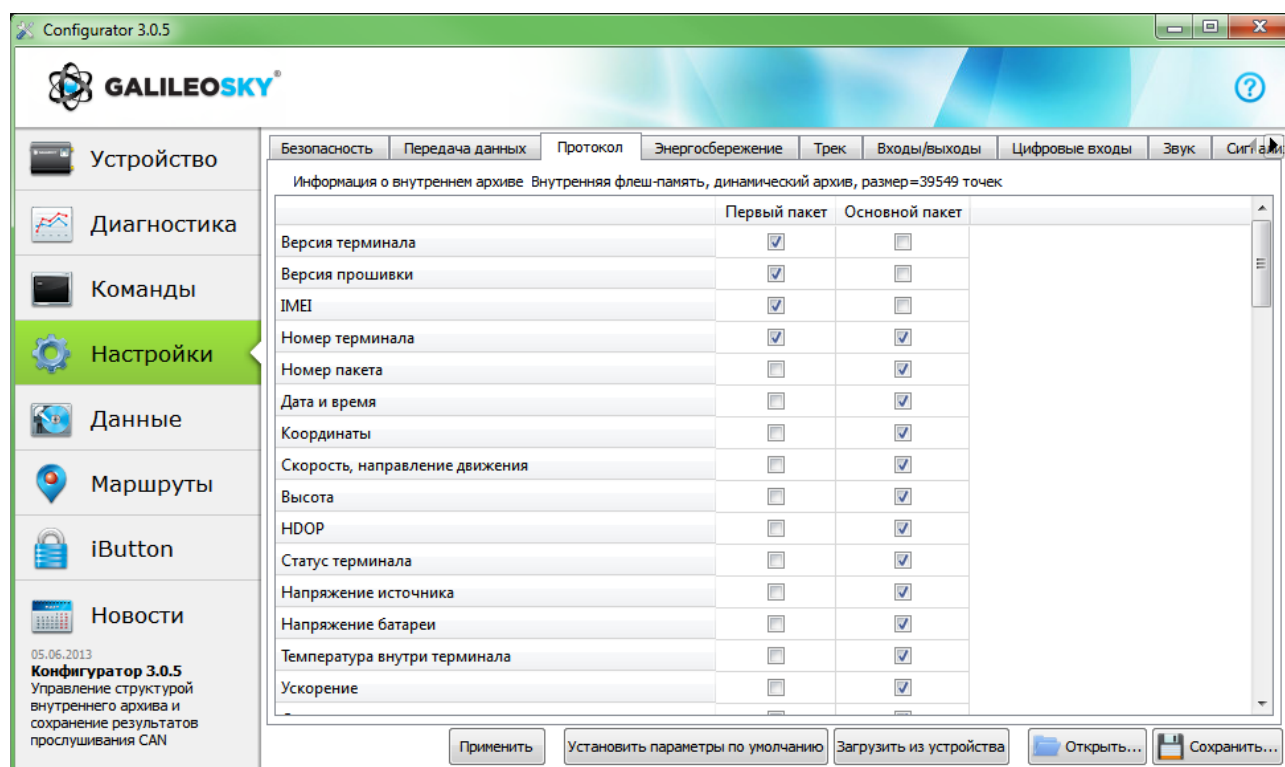 Configurator 3.0.5
GALILEOSKY®
Устройство
Диагностика
Команды
Настройки
Данные
Маршруты
iButton
Новости
05.06.2013
Конфигуратор 3.0.5
Управление структурой
внутреннего архива и
сохранение результатов
прослушивания CAN
Безопасность Передача данных Протокол Энергосбережение Трек Входы/выходы Цифровые входы Звук
Информация о внутреннем архиве Внутренняя флеш-память, динамический архив, размер=39549 точек
Первый пакет Основной пакет
Версия терминала
Версия прошивки
IMEI
Номер терминала
Номер пакета
Дата и время
Координаты
Скорость, направление движения
Высота
HDOP
Статус терминала
Напряжение источника
Напряжение батареи
Температура внутри терминала
Ускорение
Применить Установить параметры по умолчанию Загрузить из устройства Открыть... Сохранить...